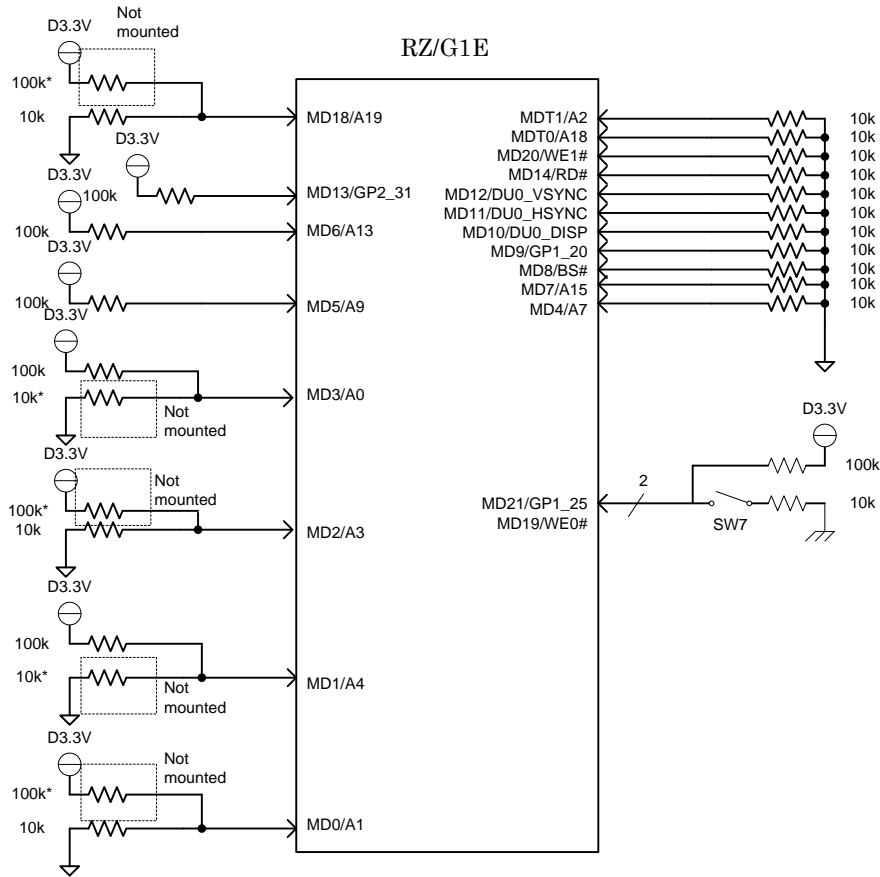 Not
mounted
D3.3V
RZ/G1E
100k*
10k
MD18/A19
D3.3V
D3.3V
100k
MD13/GP2_31
100k
MD6/A13
D3.3V
100k
MD5/A9
D3.3V
100k
10k*
MD3/A0
Not
mounted
D3.3V
Not
mounted
100k*
10k
MD2/A3
D3.3V
100k
10k*
MD1/A4
Not
mounted
D3.3V
Not
mounted
100k*
10k
MD0/A1
MDT1/A2
10k
MDT0/A18
10k
MD20/WE1#
10k
MD14/RD#
10k
MD12/DU0_VSYNC
10k
MD11/DU0_HSYNC
10k
MD10/DU0_DISP
10k
MD9/GP1_20
10k
MD8/BS#
10k
MD7/A15
10k
MD4/A7
10k
D3.3V
100k
2
MD21/GP1_25
10k
MD19/WE0#
SW7